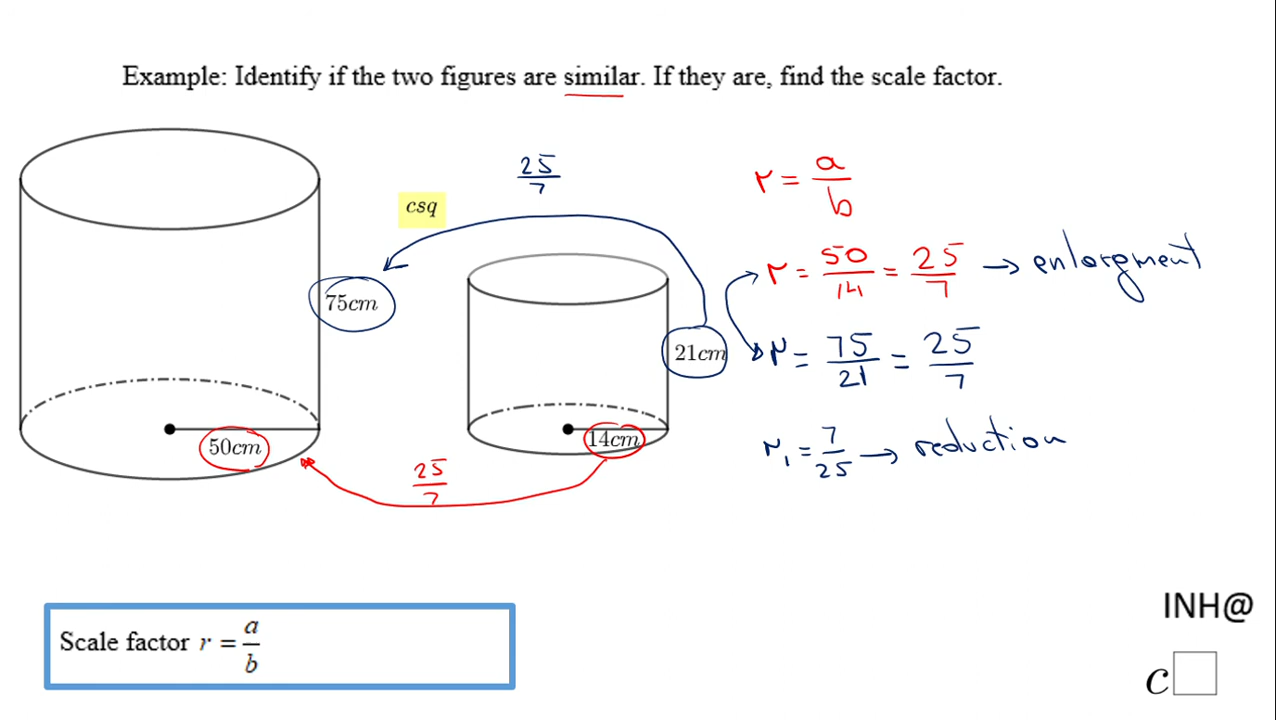 Example: Identify if the two figures are similar. If they are, find the scale factor.
25/7
csq
75cm
21cm
50cm
14cm
25/7
r = a/b
r = 50/14 = 25/7 → enlargment
r = 75/21 = 25/7
r₁ = 7/25 → reduction
Scale factor r = a/b
INH@
c□